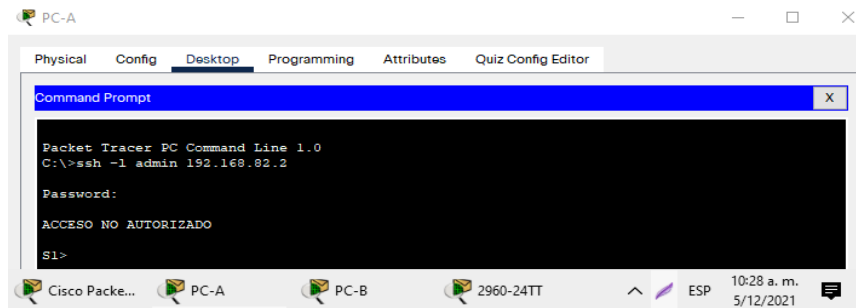 PC-A
Physical Config Desktop Programming Attributes Quiz Config Editor
Command Prompt X
Packet Tracer PC Command Line 1.0
C:\>ssh -l admin 192.168.82.2
Password:
ACCESO NO AUTORIZADO
S1>
Cisco Packe... PC-A PC-B 2960-24TT ESP 10:28 a. m.
5/12/2021